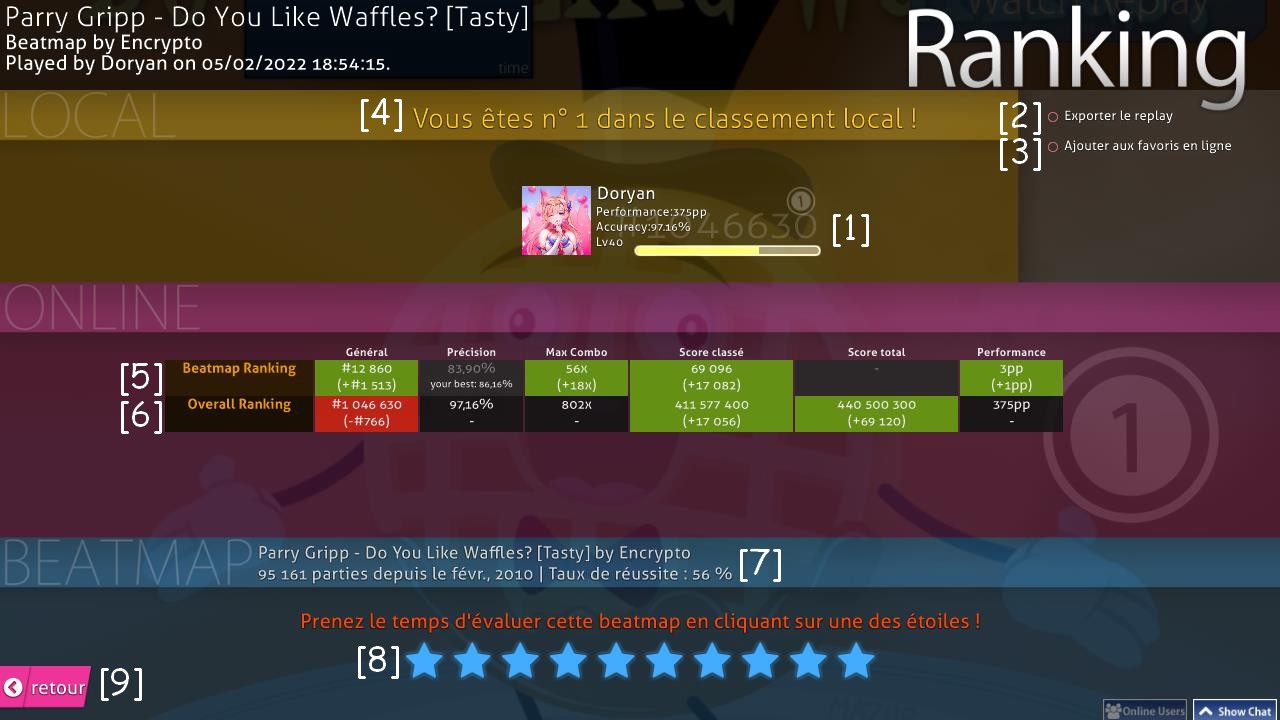 Parry Gripp - Do You Like Waffles? [Tasty]
Beatmap by Encrypto
Played by Doryan on 05/02/2022 18:54:15.
time
Watch Replay
Ranking
LOCAL
[4] Vous êtes n° 1 dans le classement local !
[2] Exporter le replay
[3] Ajouter aux favoris en ligne
Doryan
Performance:375pp
Accuracy:97.16%
Lv40
#1046630
1
[1]
ONLINE
Général Précision Max Combo Score classé Score total Performance
[5] Beatmap Ranking #12 860 83,90% 56x 69 096 - 3pp
(+#1 513) your best: 86,16% (+18x) (+17 082) (+1pp)
[6] Overall Ranking #1 046 630 97,16% 802x 411 577 400 440 500 300 375pp
(-#766) - - (+17 056) (+69 120) -
1
BEATMAP
Parry Gripp - Do You Like Waffles? [Tasty] by Encrypto
95 161 parties depuis le févr., 2010 | Taux de réussite : 56 % [7]
Prenez le temps d'évaluer cette beatmap en cliquant sur une des étoiles !
[8]
retour [9]
Online Users
Show Chat